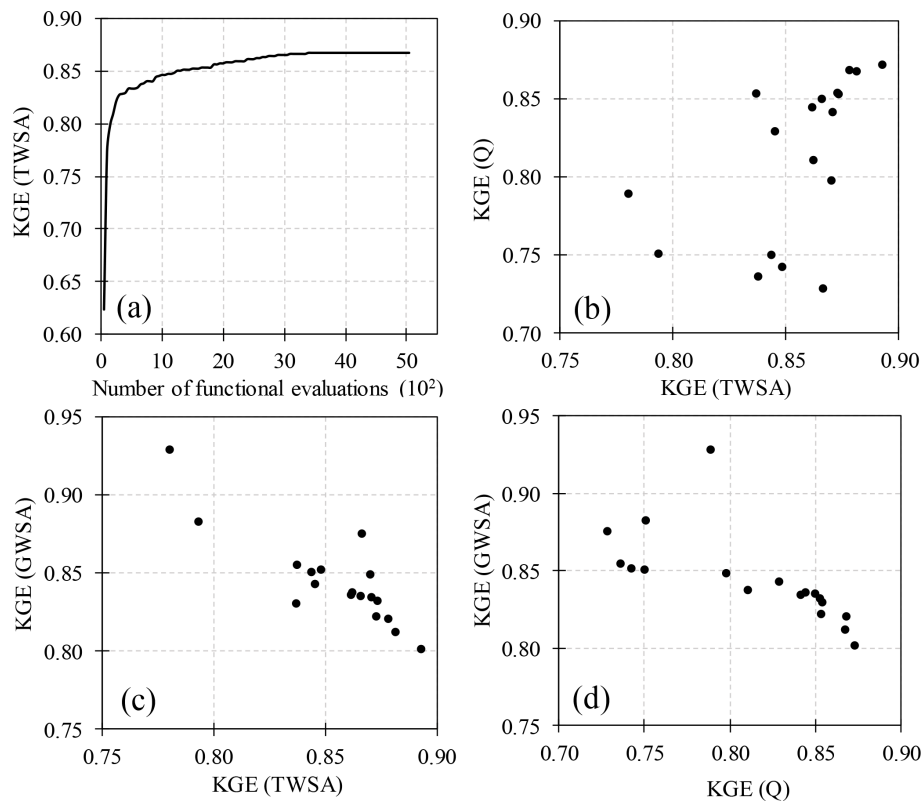 0.90
0.85
0.80
0.75
0.70
0.65
0.60
KGE (TWSA)
(a)
0 10 20 30 40 50
Number of functional evaluations (10²)
0.90
0.85
0.80
0.75
0.70
KGE (Q)
(b)
0.75 0.80 0.85 0.90
KGE (TWSA)
0.95
0.90
0.85
0.80
0.75
KGE (GWSA)
(c)
0.75 0.80 0.85 0.90
KGE (TWSA)
0.95
0.90
0.85
0.80
0.75
KGE (GWSA)
(d)
0.70 0.75 0.80 0.85 0.90
KGE (Q)